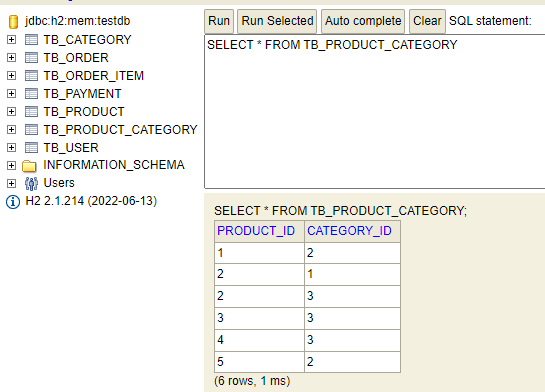 jdbc:h2:mem:testdb
TB_CATEGORY
TB_ORDER
TB_ORDER_ITEM
TB_PAYMENT
TB_PRODUCT
TB_PRODUCT_CATEGORY
TB_USER
INFORMATION_SCHEMA
Users
H2 2.1.214 (2022-06-13)
Run Run Selected Auto complete Clear SQL statement:
SELECT * FROM TB_PRODUCT_CATEGORY
SELECT * FROM TB_PRODUCT_CATEGORY;
PRODUCT_ID CATEGORY_ID
1 2
2 1
2 3
3 3
4 3
5 2
(6 rows, 1 ms)